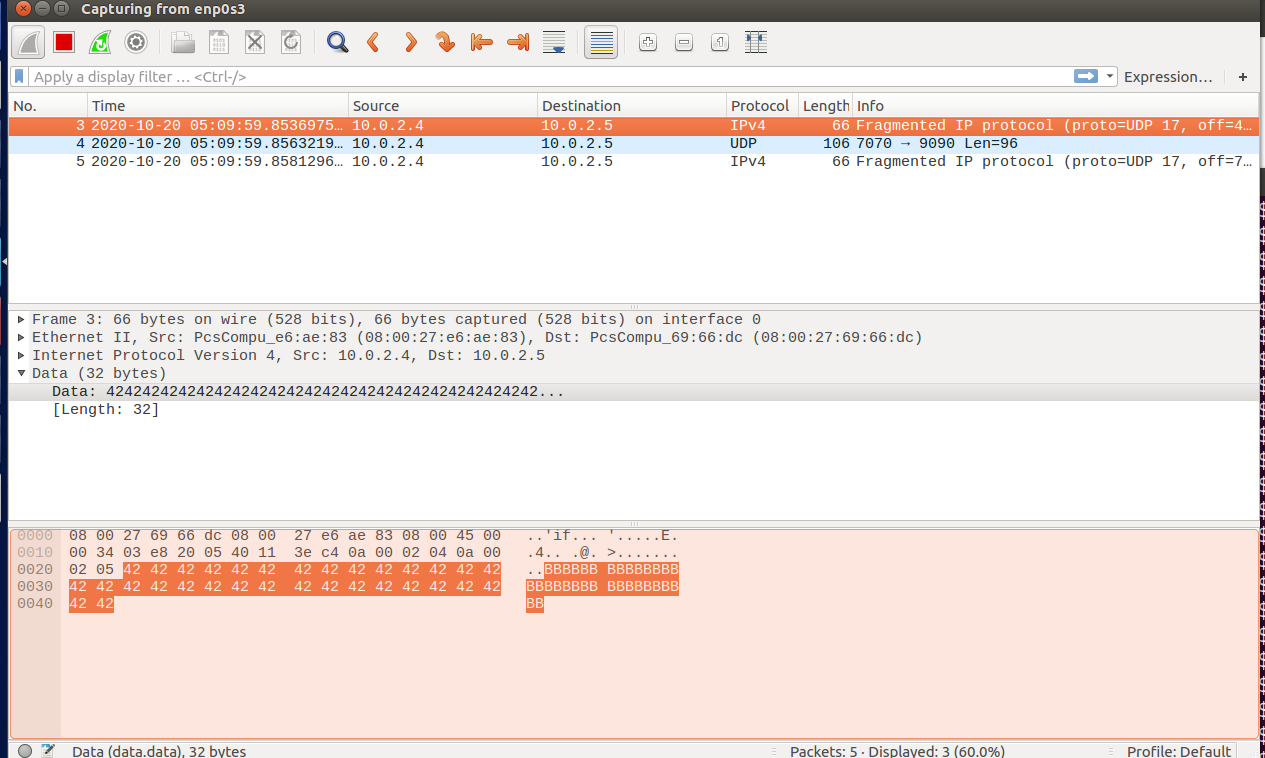 Capturing from enp0s3
Apply a display filter … <Ctrl-/>
Expression…
+
No. Time Source Destination Protocol Length Info
3 2020-10-20 05:09:59.8536975… 10.0.2.4 10.0.2.5 IPv4 66 Fragmented IP protocol (proto=UDP 17, off=4…
4 2020-10-20 05:09:59.8563219… 10.0.2.4 10.0.2.5 UDP 106 7070 → 9090 Len=96
5 2020-10-20 05:09:59.8581296… 10.0.2.4 10.0.2.5 IPv4 66 Fragmented IP protocol (proto=UDP 17, off=7…
Frame 3: 66 bytes on wire (528 bits), 66 bytes captured (528 bits) on interface 0
Ethernet II, Src: PcsCompu_e6:ae:83 (08:00:27:e6:ae:83), Dst: PcsCompu_69:66:dc (08:00:27:69:66:dc)
Internet Protocol Version 4, Src: 10.0.2.4, Dst: 10.0.2.5
Data (32 bytes)
Data: 424242424242424242424242424242424242424242424242...
[Length: 32]
0000 08 00 27 69 66 dc 08 00 27 e6 ae 83 08 00 45 00 ..'if... '.....E.
0010 00 34 03 e8 20 05 40 11 3e c4 0a 00 02 04 0a 00 .4.. .@. >.......
0020 02 05 42 42 42 42 42 42 42 42 42 42 42 42 42 42 ..BBBBBB BBBBBBBB
0030 42 42 42 42 42 42 42 42 42 42 42 42 42 42 42 42 BBBBBBBB BBBBBBBB
0040 42 42 BB
Data (data.data), 32 bytes Packets: 5 · Displayed: 3 (60.0%) Profile: Default